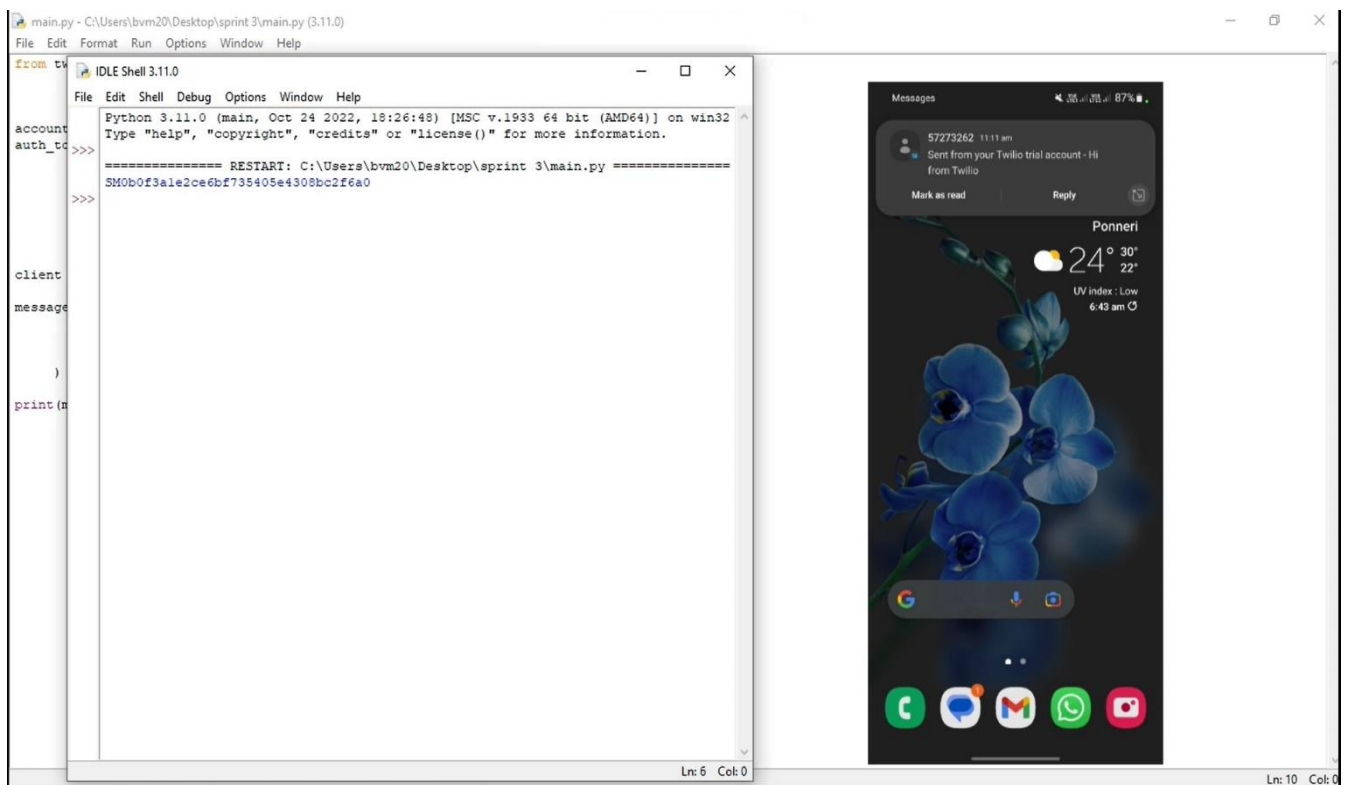 main.py - C:\Users\bvm20\Desktop\sprint 3\main.py (3.11.0)
File Edit Format Run Options Window Help
from tw
account
auth_to
client
message
)
print(m
IDLE Shell 3.11.0
File Edit Shell Debug Options Window Help
Python 3.11.0 (main, Oct 24 2022, 18:26:48) [MSC v.1933 64 bit (AMD64)] on win32
Type "help", "copyright", "credits" or "license()" for more information.
>>>
=============== RESTART: C:\Users\bvm20\Desktop\sprint 3\main.py ===============
SM0b0f3a1e2ce6bf735405e4308bc2f6a0
>>>
Ln: 6 Col: 0
Messages 87%
57273262 11:11 am
Sent from your Twilio trial account - Hi
from Twilio
Mark as read Reply
Ponneri
24° 30°
22°
UV index : Low
6:43 am
1
Ln: 10 Col: 0